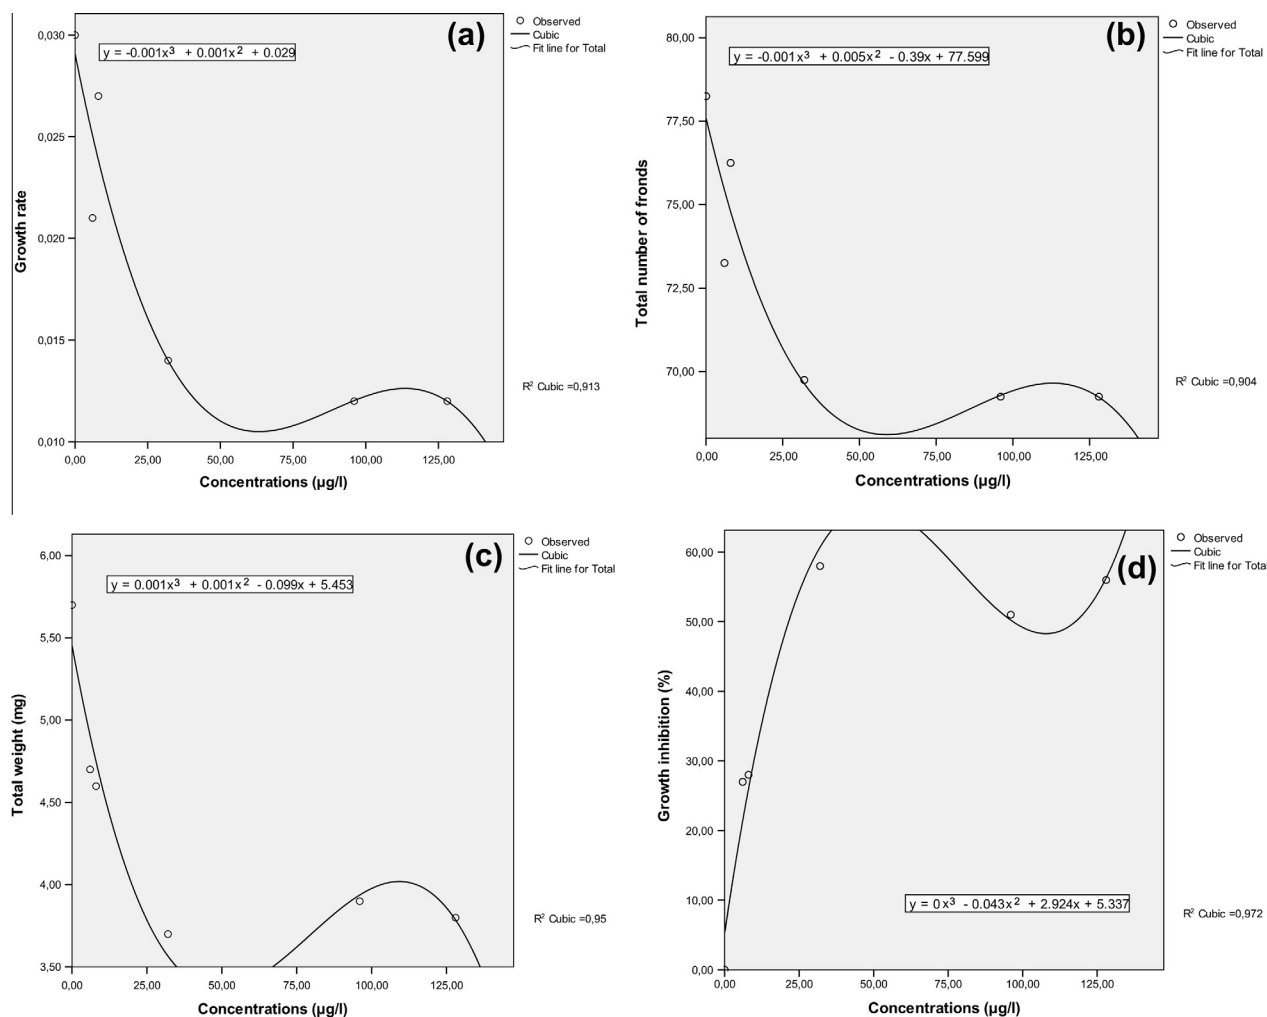 (a)
y = -0.001x³ + 0.001x² + 0.029
Observed
Cubic
Fit line for Total
0,030
0,025
0,020
0,015
0,010
Growth rate
0,00 25,00 50,00 75,00 100,00 125,00
Concentrations (µg/l)
R² Cubic =0,913
(b)
y = -0.001x³ + 0.005x² - 0.39x + 77.599
Observed
Cubic
Fit line for Total
80,00
77,50
75,00
72,50
70,00
Total number of fronds
0,00 25,00 50,00 75,00 100,00 125,00
Concentrations (µg/l)
R² Cubic =0,904
(c)
y = 0.001x³ + 0.001x² - 0.099x + 5.453
Observed
Cubic
Fit line for Total
6,00
5,50
5,00
4,50
4,00
3,50
Total weight (mg)
0,00 25,00 50,00 75,00 100,00 125,00
Concentrations (µg/l)
R² Cubic =0,95
(d)
Observed
Cubic
Fit line for Total
60,00
50,00
40,00
30,00
20,00
10,00
0,00
Growth inhibition (%)
y = 0x³ - 0.043x² + 2.924x + 5.337
0,00 25,00 50,00 75,00 100,00 125,00
Concentrations (µg/l)
R² Cubic =0,972